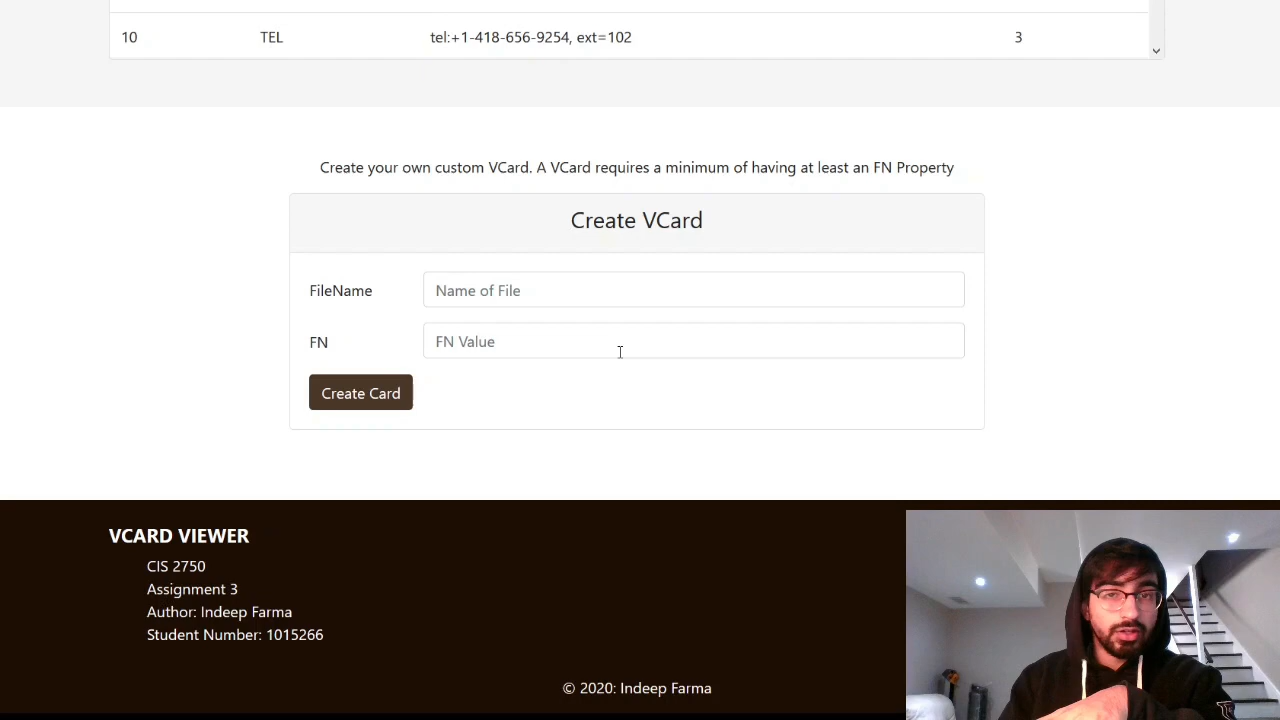 10 TEL tel:+1-418-656-9254, ext=102 3
Create your own custom VCard. A VCard requires a minimum of having at least an FN Property
Create VCard
FileName Name of File
FN FN Value
Create Card
VCARD VIEWER
CIS 2750
Assignment 3
Author: Indeep Farma
Student Number: 1015266
© 2020: Indeep Farma